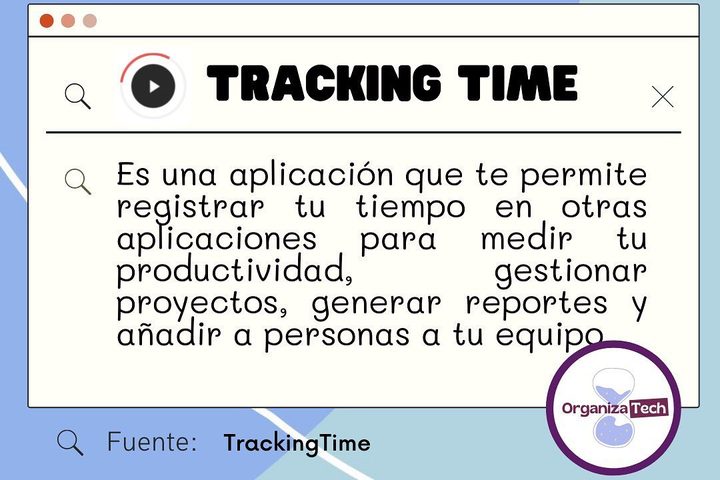 TRACKING TIME
Es una aplicación que te permite
registrar tu tiempo en otras
aplicaciones para medir tu
productividad, gestionar
proyectos, generar reportes y
añadir a personas a tu equipo
OrganizaTech
Fuente: TrackingTime